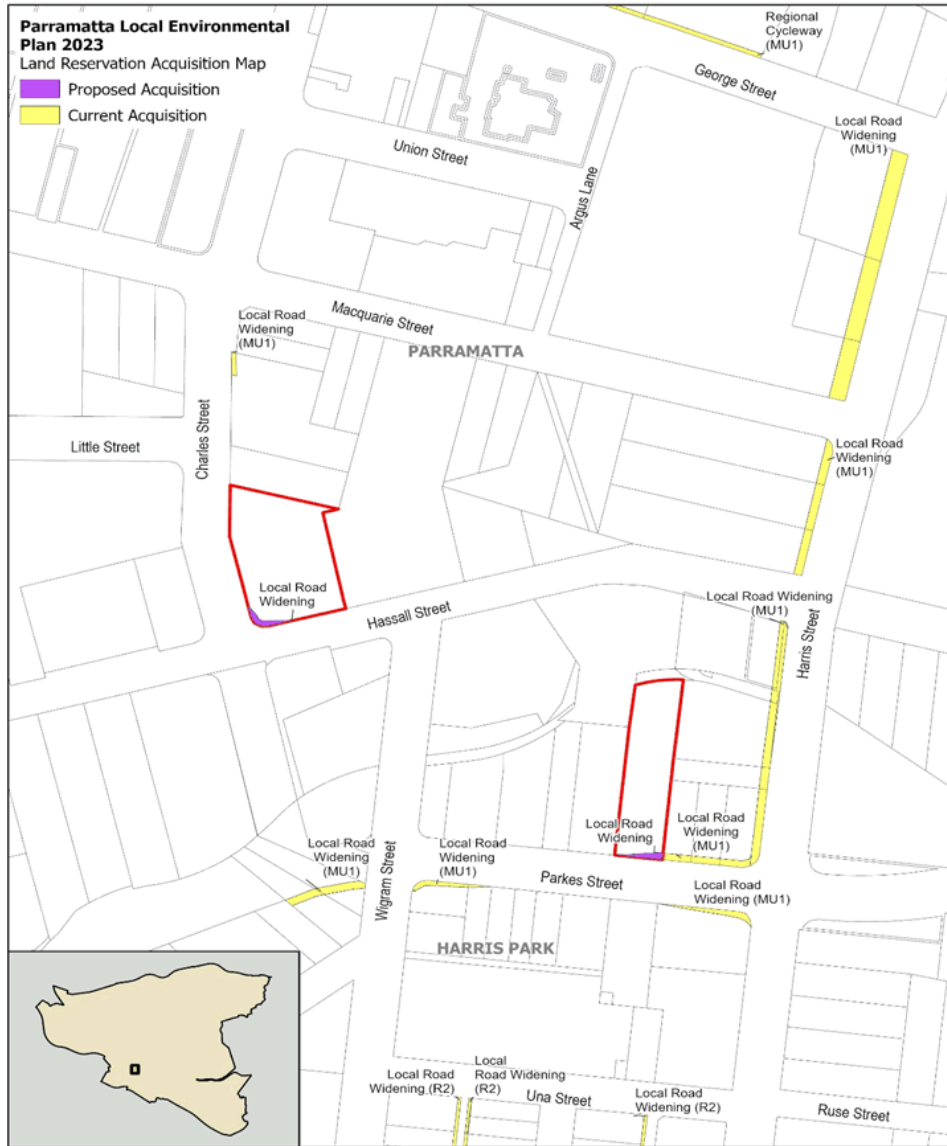 Parramatta Local Environmental
Plan 2023
Land Reservation Acquisition Map
Proposed Acquisition
Current Acquisition
Regional
Cycleway
(MU1)
George Street
Local Road
Widening
(MU1)
Union Street
Argus Lane
Local Road
Widening
(MU1)
Macquarie Street
PARRAMATTA
Charles Street
Little Street
Local Road
Widening
(MU1)
Local Road
Widening
Hassall Street
Local Road Widening
(MU1)
Harris Street
Local Road
Widening
Local Road
Widening
(MU1)
Local Road
Widening
(MU1)
Wigram Street
Local Road
Widening
(MU1)
Parkes Street
Local Road
Widening (MU1)
HARRIS PARK
Local Road
Widening (R2)
Local
Road Widening
(R2)
Una Street
Local Road
Widening (R2)
Ruse Street